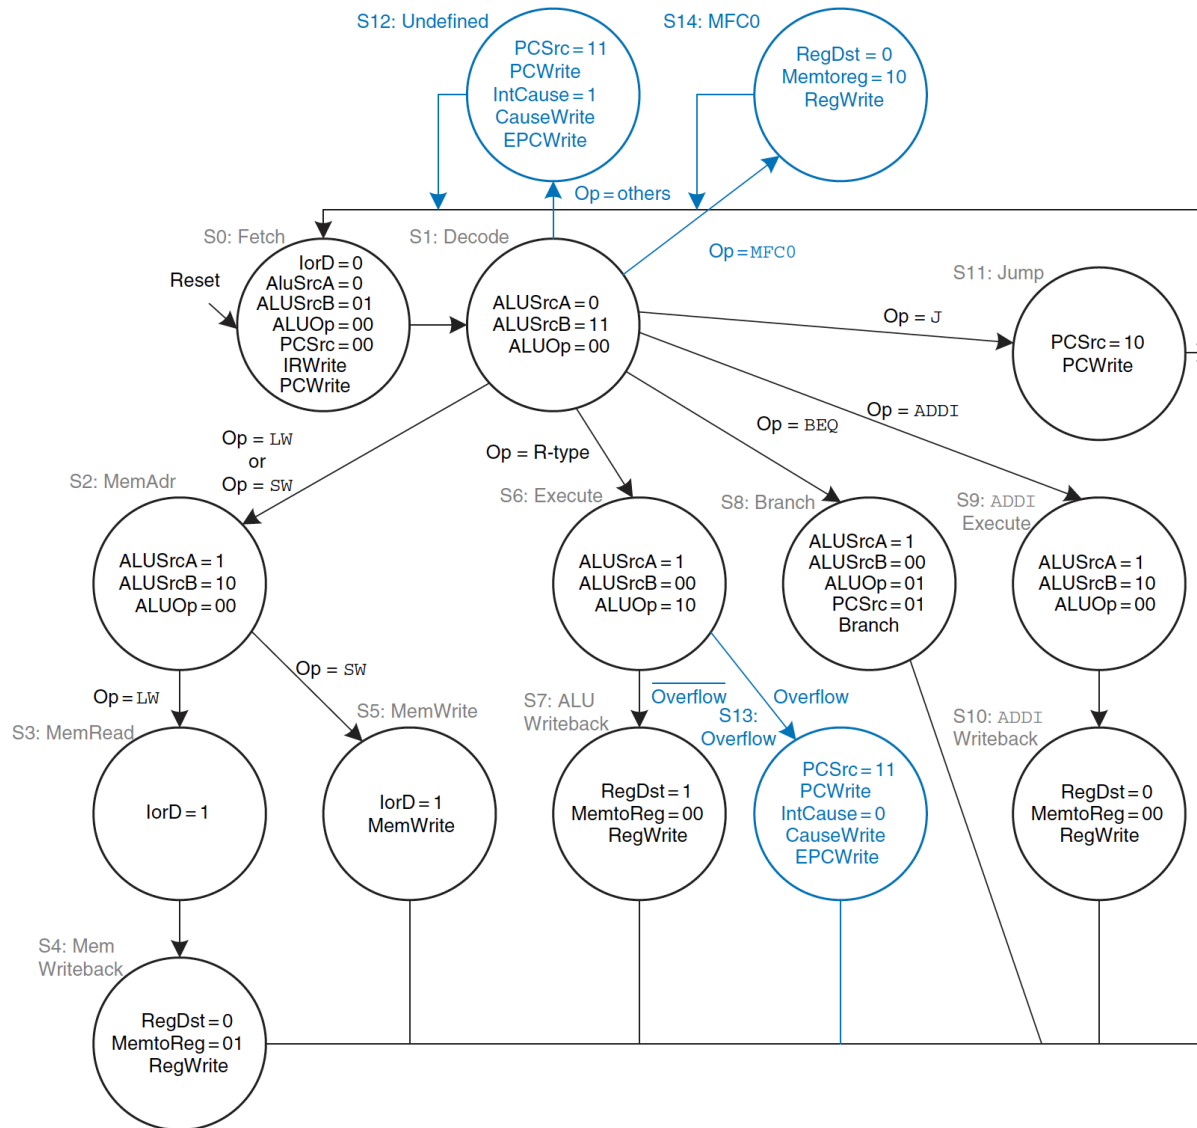 S12: Undefined
PCSrc = 11
PCWrite
IntCause = 1
CauseWrite
EPCWrite
S14: MFC0
RegDst = 0
Memtoreg = 10
RegWrite
Op = others
S0: Fetch
S1: Decode
Op = MFC0
Reset
IorD = 0
AluSrcA = 0
ALUSrcB = 01
ALUOp = 00
PCSrc = 00
IRWrite
PCWrite
ALUSrcA = 0
ALUSrcB = 11
ALUOp = 00
S11: Jump
Op = J
PCSrc = 10
PCWrite
Op = ADDI
Op = BEQ
Op = LW
or
Op = SW
Op = R-type
S2: MemAdr
ALUSrcA = 1
ALUSrcB = 10
ALUOp = 00
S6: Execute
ALUSrcA = 1
ALUSrcB = 00
ALUOp = 10
S8: Branch
ALUSrcA = 1
ALUSrcB = 00
ALUOp = 01
PCSrc = 01
Branch
S9: ADDI
Execute
ALUSrcA = 1
ALUSrcB = 10
ALUOp = 00
Op = LW
Op = SW
Overflow
Overflow
S3: MemRead
IorD = 1
S5: MemWrite
IorD = 1
MemWrite
S7: ALU
Writeback
RegDst = 1
MemtoReg = 00
RegWrite
S13:
Overflow
PCSrc = 11
PCWrite
IntCause = 0
CauseWrite
EPCWrite
S10: ADDI
Writeback
RegDst = 0
MemtoReg = 00
RegWrite
S4: Mem
Writeback
RegDst = 0
MemtoReg = 01
RegWrite